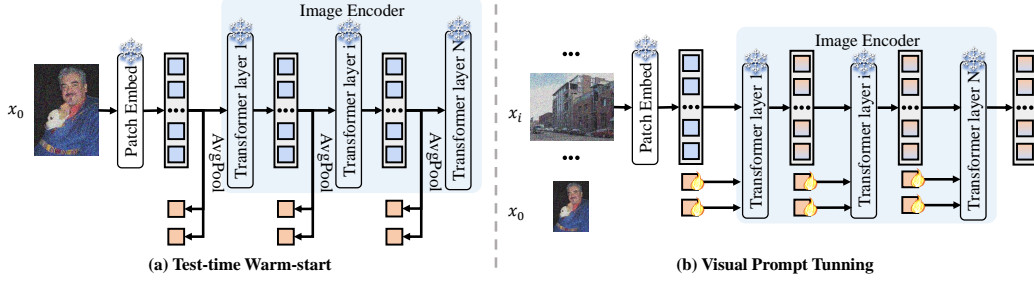 Image Encoder
x₀
Patch Embed
...
AvgPool
Transformer layer 1
...
AvgPool
Transformer layer i
...
AvgPool
Transformer layer N
(a) Test-time Warm-start
Image Encoder
...
xᵢ
...
x₀
Patch Embed
...
Transformer layer 1
...
Transformer layer i
...
Transformer layer N
...
(b) Visual Prompt Tunning